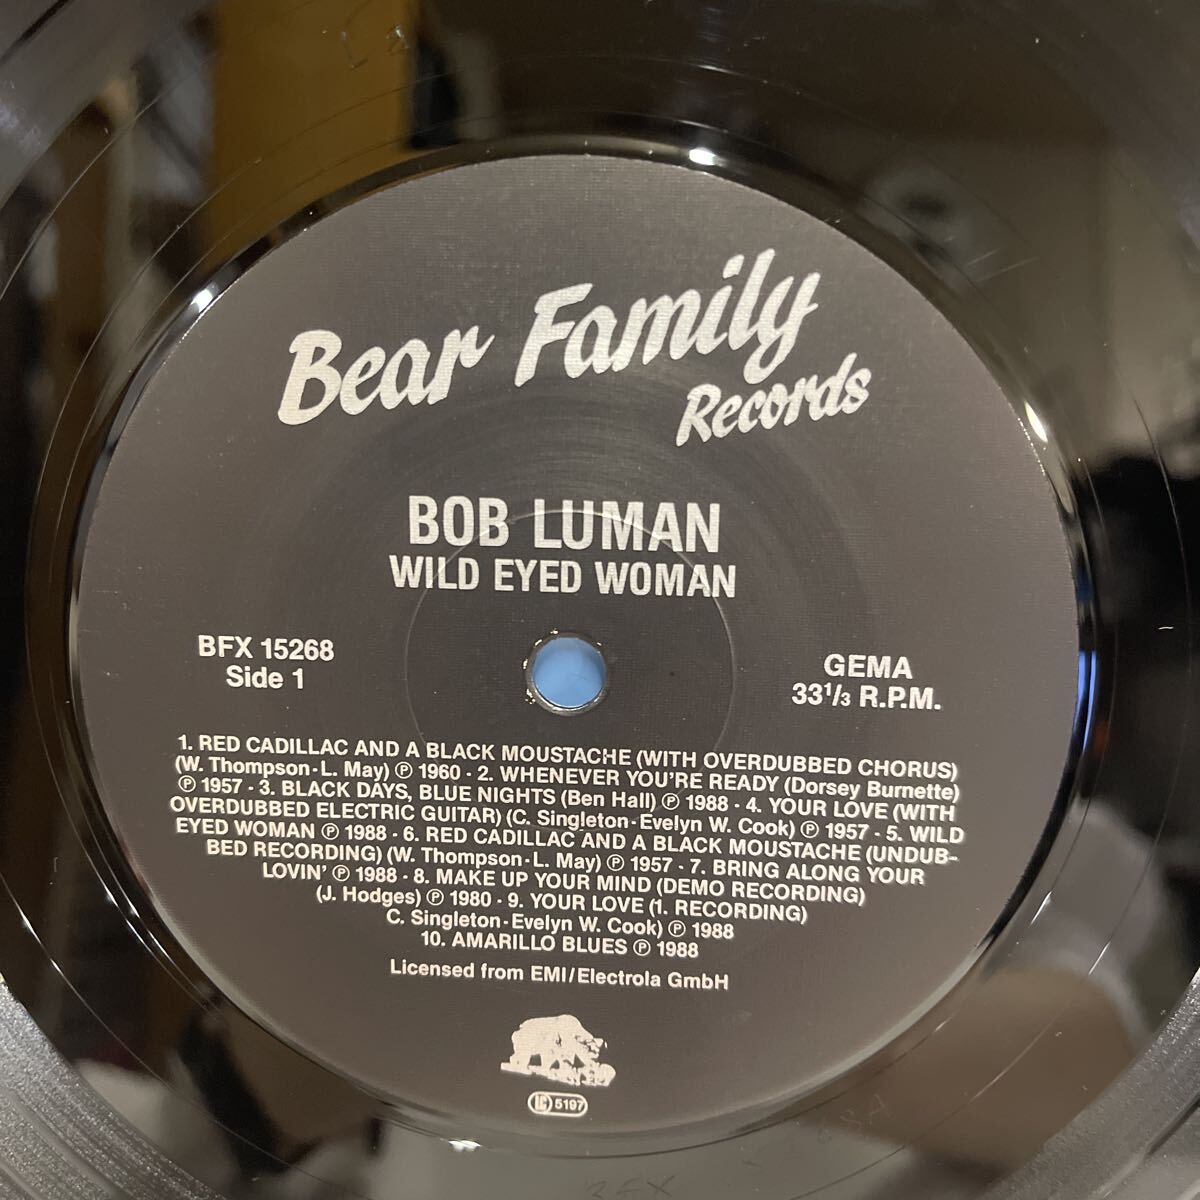 Bear Family
Records
BOB LUMAN
WILD EYED WOMAN
BFX 15268
Side 1
GEMA
33¹/₃ R.P.M.
1. RED CADILLAC AND A BLACK MOUSTACHE (WITH OVERDUBBED CHORUS)
(W. Thompson-L. May) ℗ 1960 · 2. WHENEVER YOU'RE READY (Dorsey Burnette)
℗ 1957 · 3. BLACK DAYS, BLUE NIGHTS (Ben Hall) ℗ 1988 · 4. YOUR LOVE (WITH
OVERDUBBED ELECTRIC GUITAR) (C. Singleton-Evelyn W. Cook) ℗ 1957 · 5. WILD
EYED WOMAN ℗ 1988 · 6. RED CADILLAC AND A BLACK MOUSTACHE (UNDUB-
BED RECORDING) (W. Thompson-L. May) ℗ 1957 · 7. BRING ALONG YOUR
LOVIN' ℗ 1988 · 8. MAKE UP YOUR MIND (DEMO RECORDING)
(J. Hodges) ℗ 1980 · 9. YOUR LOVE (1. RECORDING)
C. Singleton-Evelyn W. Cook) ℗ 1988
10. AMARILLO BLUES ℗ 1988
Licensed from EMI/Electrola GmbH
LC 5197